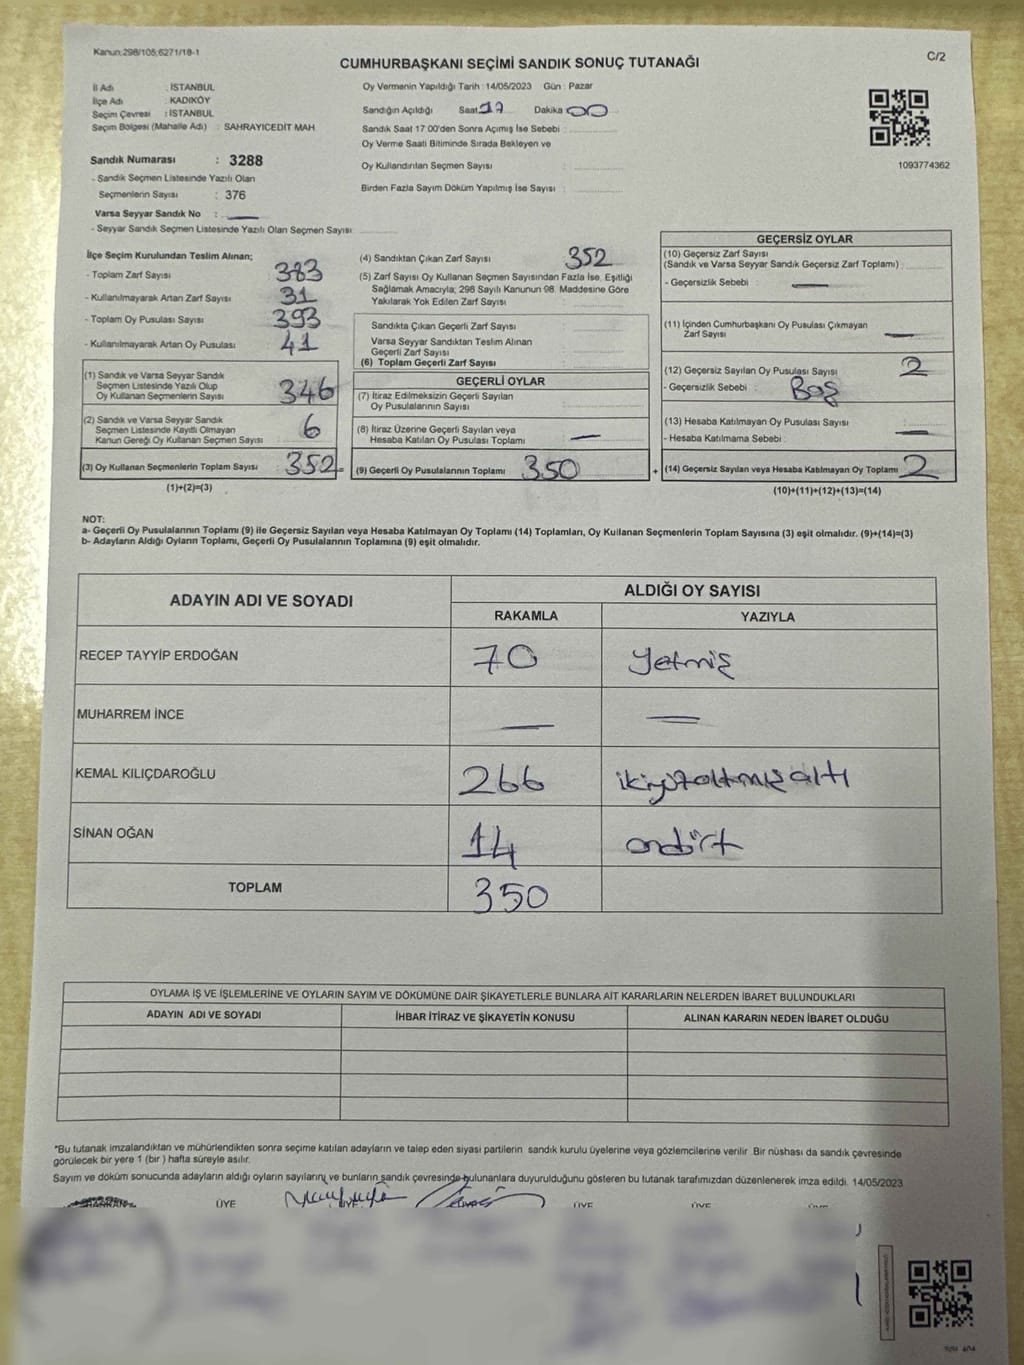 Kanun:298/105;6271/18-1
C/2
CUMHURBAŞKANI SEÇİMİ SANDIK SONUÇ TUTANAĞI
İl Adı : İSTANBUL
İlçe Adı : KADIKÖY
Seçim Çevresi : İSTANBUL
Seçim Bölgesi (Mahalle Adı) : SAHRAYICEDİT MAH.
Sandık Numarası : 3288
- Sandık Seçmen Listesinde Yazılı Olan
Seçmenlerin Sayısı : 376
Varsa Seyyar Sandık No : —
- Seyyar Sandık Seçmen Listesinde Yazılı Olan Seçmen Sayısı
Oy Vermenin Yapıldığı Tarih : 14/05/2023 Gün : Pazar
Sandığın Açıldığı Saat 17 Dakika 00
Sandık Saat 17:00'den Sonra Açımış İse Sebebi :
Oy Verme Saati Bitiminde Sırada Bekleyen ve
Oy Kullandırılan Seçmen Sayısı
Birden Fazla Sayım Döküm Yapılmış İse Sayısı :
1093774362
İlçe Seçim Kurulundan Teslim Alınan;
- Toplam Zarf Sayısı 383
- Kullanılmayarak Artan Zarf Sayısı 31
- Toplam Oy Pusulası Sayısı 393
- Kullanılmayarak Artan Oy Pusulası 41
(1) Sandık ve Varsa Seyyar Sandık
Seçmen Listesinde Yazılı Olup
Oy Kullanan Seçmenlerin Sayısı 346
(2) Sandık ve Varsa Seyyar Sandık
Seçmen Listesinde Kayıtlı Olmayan
Kanun Gereği Oy Kullanan Seçmen Sayısı 6
(3) Oy Kullanan Seçmenlerin Toplam Sayısı : 352 =
(1)+(2)=(3)
(4) Sandıktan Çıkan Zarf Sayısı 352
(5) Zarf Sayısı Oy Kullanan Seçmen Sayısından Fazla İse, Eşitliği
Sağlamak Amacıyla; 298 Sayılı Kanunun 98. Maddesine Göre
Yakılarak Yok Edilen Zarf Sayısı
Sandıkta Çıkan Geçerli Zarf Sayısı
Varsa Seyyar Sandıktan Teslim Alınan
Geçerli Zarf Sayısı
(6) Toplam Geçerli Zarf Sayısı
GEÇERLİ OYLAR
(7) İtiraz Edilmeksizin Geçerli Sayılan
Oy Pusulalarının Sayısı
(8) İtiraz Üzerine Geçerli Sayılan veya
Hesaba Katılan Oy Pusulası Toplamı —
(9) Geçerli Oy Pusulalarının Toplamı 350 +
GEÇERSİZ OYLAR
(10) Geçersiz Zarf Sayısı
(Sandık ve Varsa Seyyar Sandık Geçersiz Zarf Toplamı) :
- Geçersizlik Sebebi : —
(11) İçinden Cumhurbaşkanı Oy Pusulası Çıkmayan
Zarf Sayısı —
(12) Geçersiz Sayılan Oy Pusulası Sayısı 2
- Geçersizlik Sebebi : Boş
(13) Hesaba Katılmayan Oy Pusulası Sayısı —
- Hesaba Katılmama Sebebi :
(14) Geçersiz Sayılan veya Hesaba Katılmayan Oy Toplamı 2
(10)+(11)+(12)+(13)=(14)
NOT:
a- Geçerli Oy Pusulalarının Toplamı (9) ile Geçersiz Sayılan veya Hesaba Katılmayan Oy Toplamı (14) Toplamları, Oy Kullanan Seçmenlerin Toplam Sayısına (3) eşit olmalıdır. (9)+(14)=(3)
b- Adayların Aldığı Oyların Toplamı, Geçerli Oy Pusulalarının Toplamına (9) eşit olmalıdır.
ADAYIN ADI VE SOYADI
ALDIĞI OY SAYISI
RAKAMLA YAZIYLA
RECEP TAYYİP ERDOĞAN 70 Yetmiş
MUHARREM İNCE — —
KEMAL KILIÇDAROĞLU 266 ikiyüzaltmışaltı
SİNAN OĞAN 14 ondört
TOPLAM 350
OYLAMA İŞ VE İŞLEMLERİNE VE OYLARIN SAYIM VE DÖKÜMÜNE DAİR ŞİKAYETLERLE BUNLARA AİT KARARLARIN NELERDEN İBARET BULUNDUKLARI
ADAYIN ADI VE SOYADI İHBAR İTİRAZ VE ŞİKAYETİN KONUSU ALINAN KARARIN NEDEN İBARET OLDUĞU
*Bu tutanak imzalandıktan ve mühürlendikten sonra seçime katılan adayların ve talep eden siyasi partilerin sandık kurulu üyelerine veya gözlemcilerine verilir. Bir nüshası da sandık çevresinde
görülecek bir yere 1 (bir) hafta süreyle asılır.
Sayım ve döküm sonucunda adayların aldığı oyların sayılarını ve bunların sandık çevresinde bulunanlara duyurulduğunu gösteren bu tutanak tarafımızdan düzenlenerek imza edildi. 14/05/2023
BAŞKAN ÜYE ÜYE ÜYE ÜYE